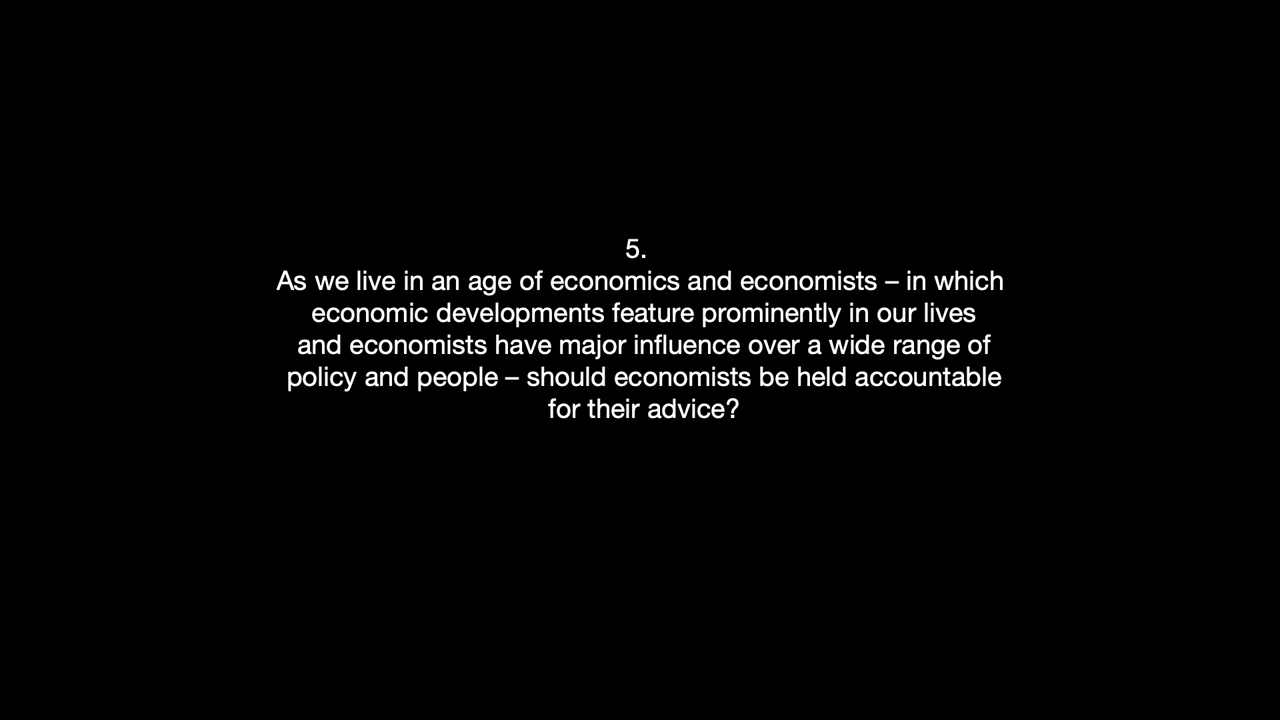 5.
As we live in an age of economics and economists – in which
economic developments feature prominently in our lives
and economists have major influence over a wide range of
policy and people – should economists be held accountable
for their advice?